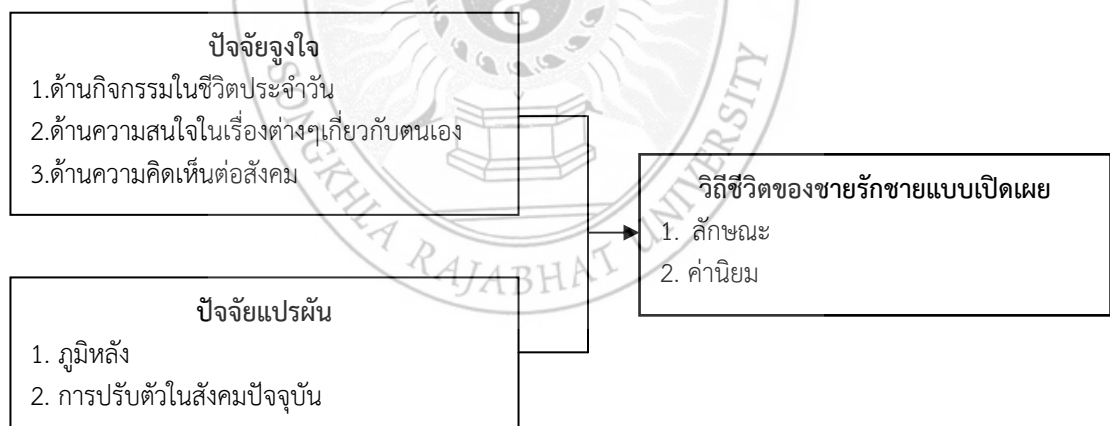 ปัจจัยจูงใจ
1.ด้านกิจกรรมในชีวิตประจำวัน
2.ด้านความสนใจในเรื่องต่างๆเกี่ยวกับตนเอง
3.ด้านความคิดเห็นต่อสังคม
วิถีชีวิตของชายรักชายแบบเปิดเผย
1. ลักษณะ
2. ค่านิยม
ปัจจัยแปรผัน
1. ภูมิหลัง
2. การปรับตัวในสังคมปัจจุบัน
SONGKHLA RAJABHAT UNIVERSITY